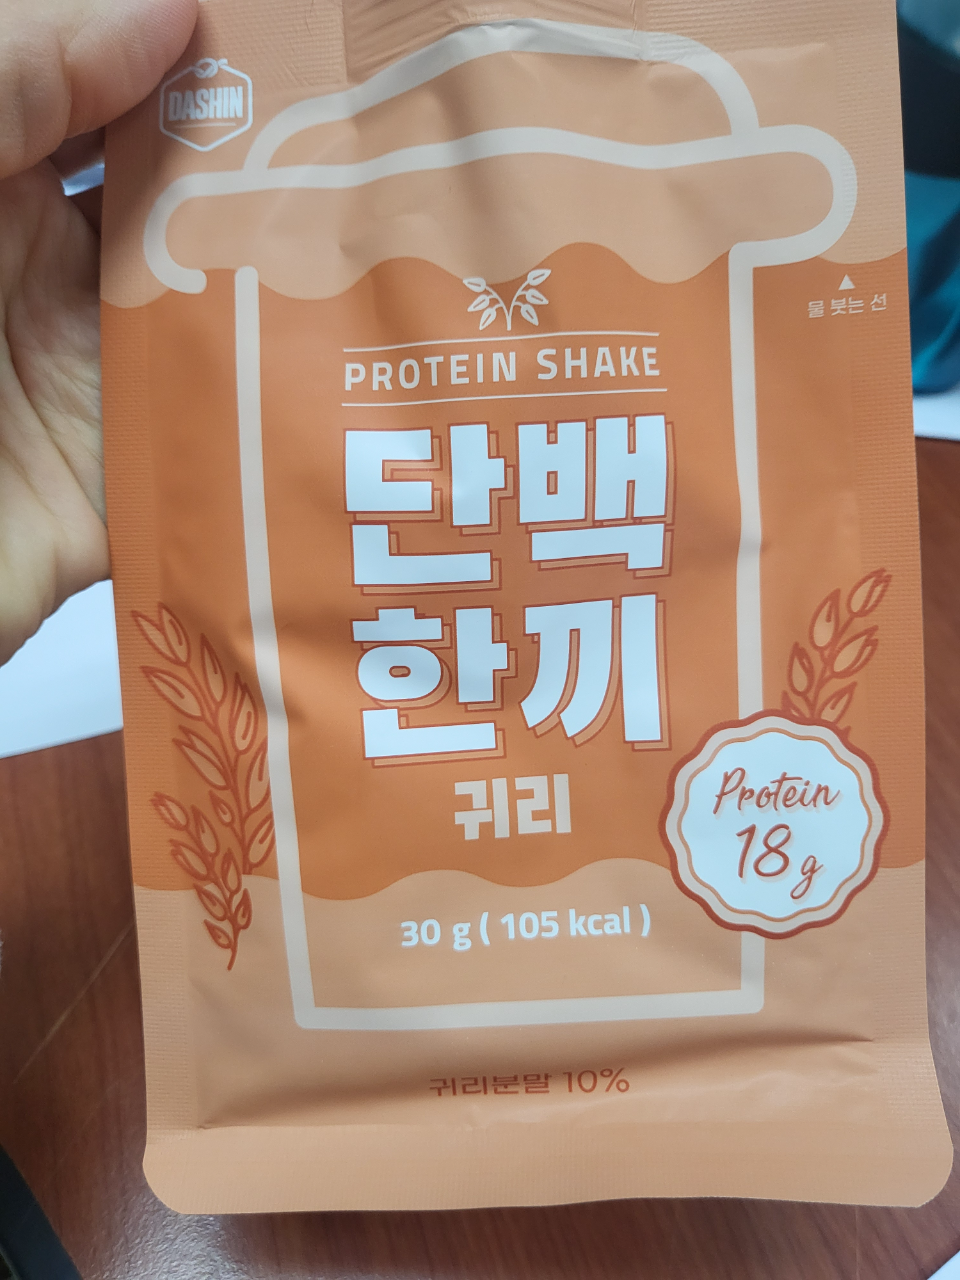 DASHIN
물 붓는 선
PROTEIN SHAKE
단백
한끼
귀리
Protein
18 g
30 g ( 105 kcal )
귀리분말 10%